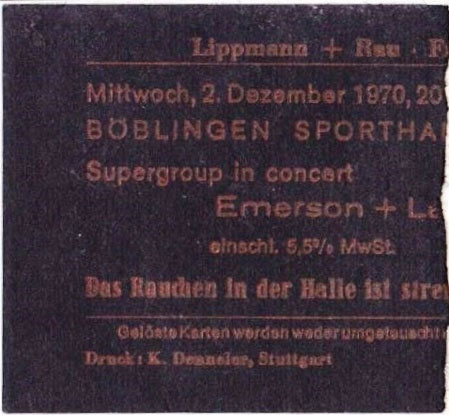 Lippmann + Rau · F
Mittwoch, 2. Dezember 1970, 20
BÖBLINGEN SPORTHA
Supergroup in concert
Emerson + La
einschl. 5,5% MwSt.
Das Rauchen in der Halle ist stre
Gelöste Karten werden weder umgetauscht
Druck: K. Denneler, Stuttgart